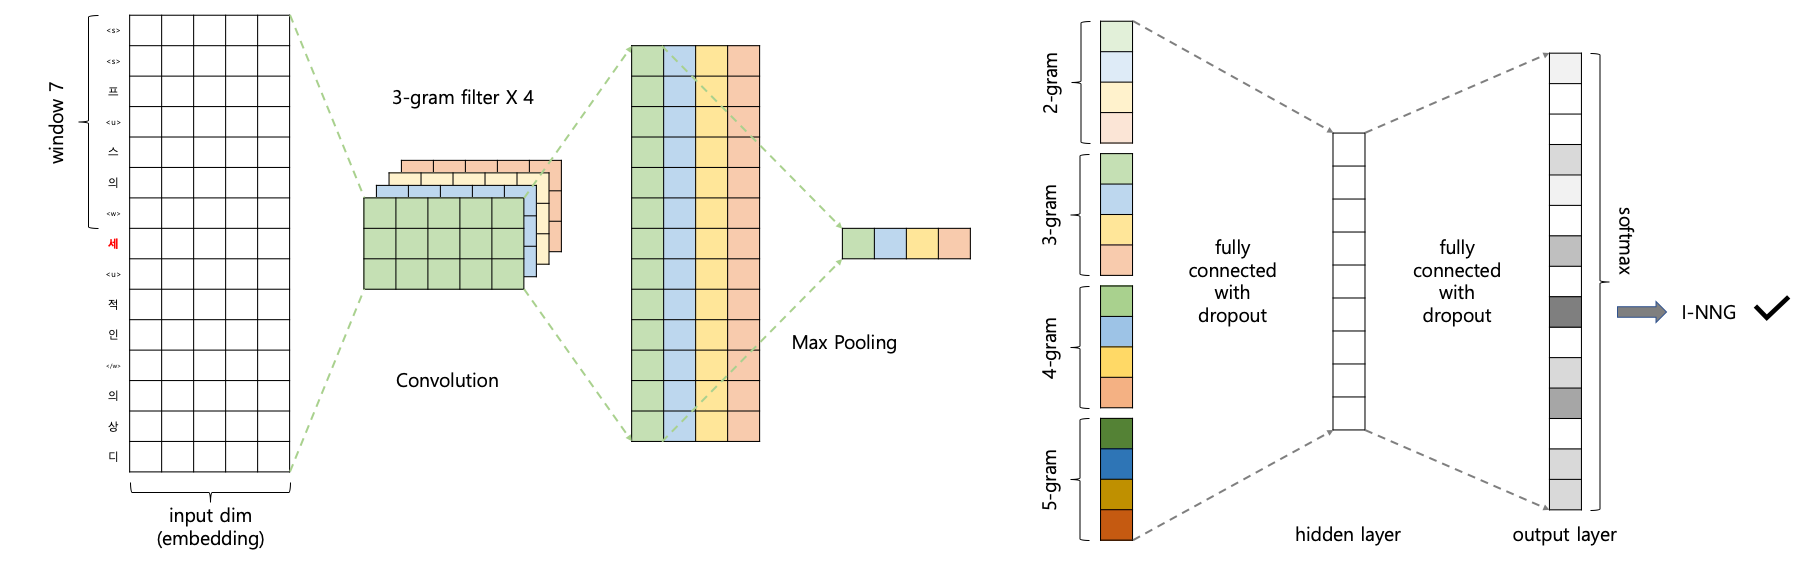 window 7
<s>
<s>
프
<u>
스
의
<w>
세
<u>
적
인
</w>
의
상
디
input dim
(embedding)
3-gram filter X 4
Convolution
Max Pooling
2-gram
3-gram
4-gram
5-gram
fully
connected
with
dropout
hidden layer
fully
connected
with
dropout
output layer
softmax
I-NNG